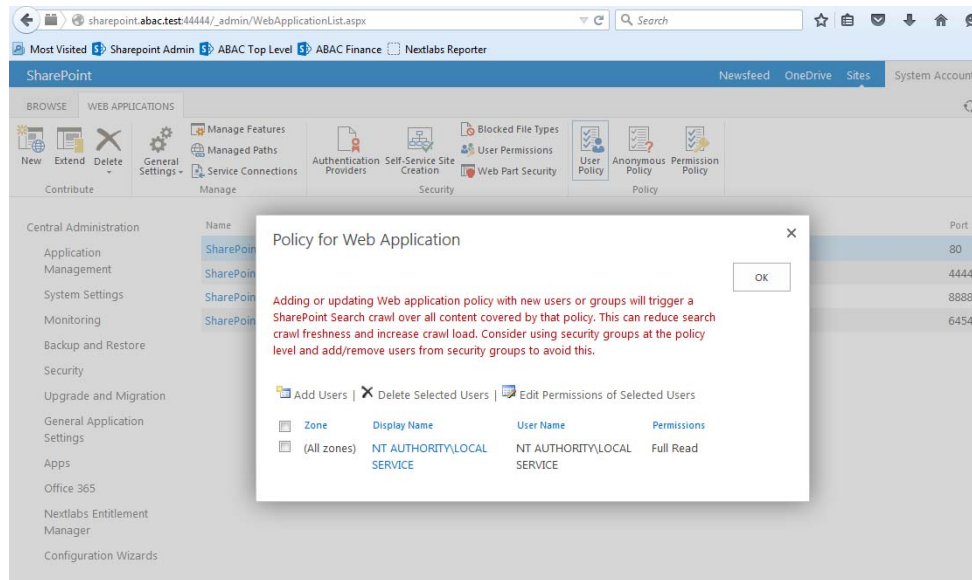 sharepoint.abac.test:44444/_admin/WebApplicationList.aspx
Search
Most Visited Sharepoint Admin ABAC Top Level ABAC Finance Nextlabs Reporter
SharePoint
Newsfeed OneDrive Sites System Account
BROWSE WEB APPLICATIONS
New Extend Delete
General Settings
Manage Features
Managed Paths
Service Connections
Authentication Providers
Self-Service Site Creation
Blocked File Types
User Permissions
Web Part Security
User Policy
Anonymous Policy
Permission Policy
Contribute Manage Security Policy
Central Administration
Application
Management
System Settings
Monitoring
Backup and Restore
Security
Upgrade and Migration
General Application
Settings
Apps
Office 365
Nextlabs Entitlement
Manager
Configuration Wizards
Name Port
SharePoin 80
SharePoin 4444
SharePoin 8888
SharePoin 6454
Policy for Web Application
OK
Adding or updating Web application policy with new users or groups will trigger a
SharePoint Search crawl over all content covered by that policy. This can reduce search
crawl freshness and increase crawl load. Consider using security groups at the policy
level and add/remove users from security groups to avoid this.
Add Users | Delete Selected Users | Edit Permissions of Selected Users
Zone Display Name User Name Permissions
(All zones) NT AUTHORITY\LOCAL NT AUTHORITY\LOCAL Full Read
SERVICE SERVICE